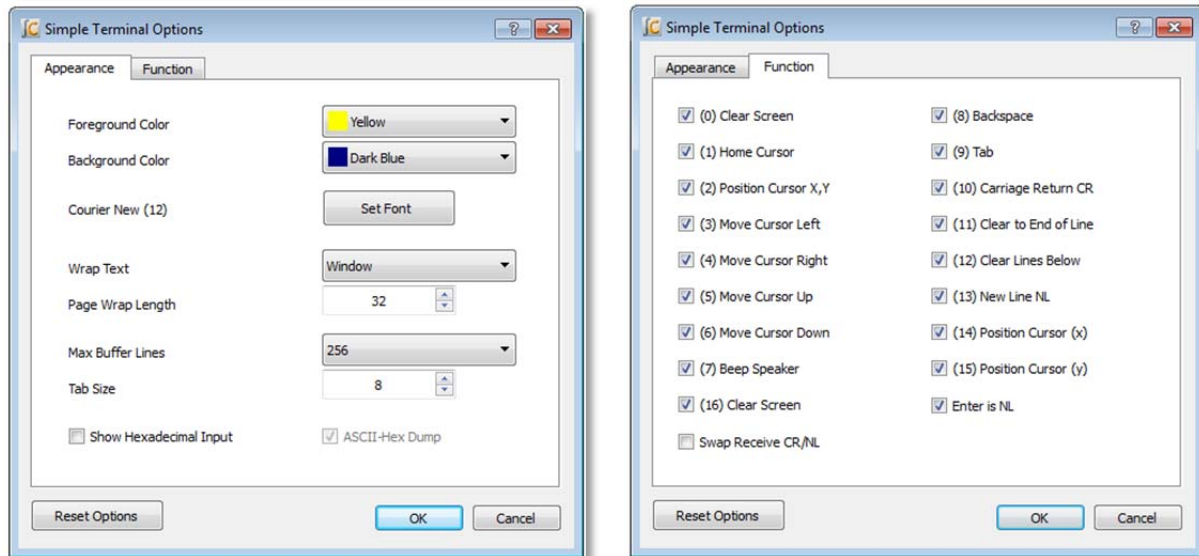 Simple Terminal Options
Appearance Function
Foreground Color Yellow
Background Color Dark Blue
Courier New (12) Set Font
Wrap Text Window
Page Wrap Length 32
Max Buffer Lines 256
Tab Size 8
Show Hexadecimal Input ASCII-Hex Dump
Reset Options OK Cancel
Simple Terminal Options
Appearance Function
(0) Clear Screen (8) Backspace
(1) Home Cursor (9) Tab
(2) Position Cursor X,Y (10) Carriage Return CR
(3) Move Cursor Left (11) Clear to End of Line
(4) Move Cursor Right (12) Clear Lines Below
(5) Move Cursor Up (13) New Line NL
(6) Move Cursor Down (14) Position Cursor (x)
(7) Beep Speaker (15) Position Cursor (y)
(16) Clear Screen Enter is NL
Swap Receive CR/NL
Reset Options OK Cancel